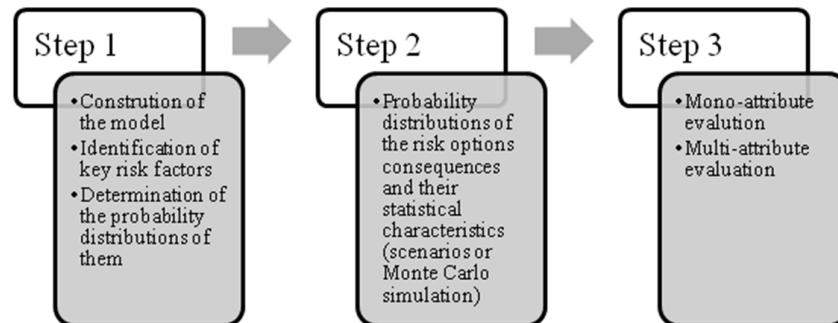 Step 1
•Constrution of
the model
•Identification of
key risk factors
•Determination of
the probability
distributions of
them
Step 2
•Probability
distributions of
the risk options
consequences
and their
statistical
characteristics
(scenarios or
Monte Carlo
simulation)
Step 3
•Mono-attribute
evalution
•Multi-attribute
evaluation